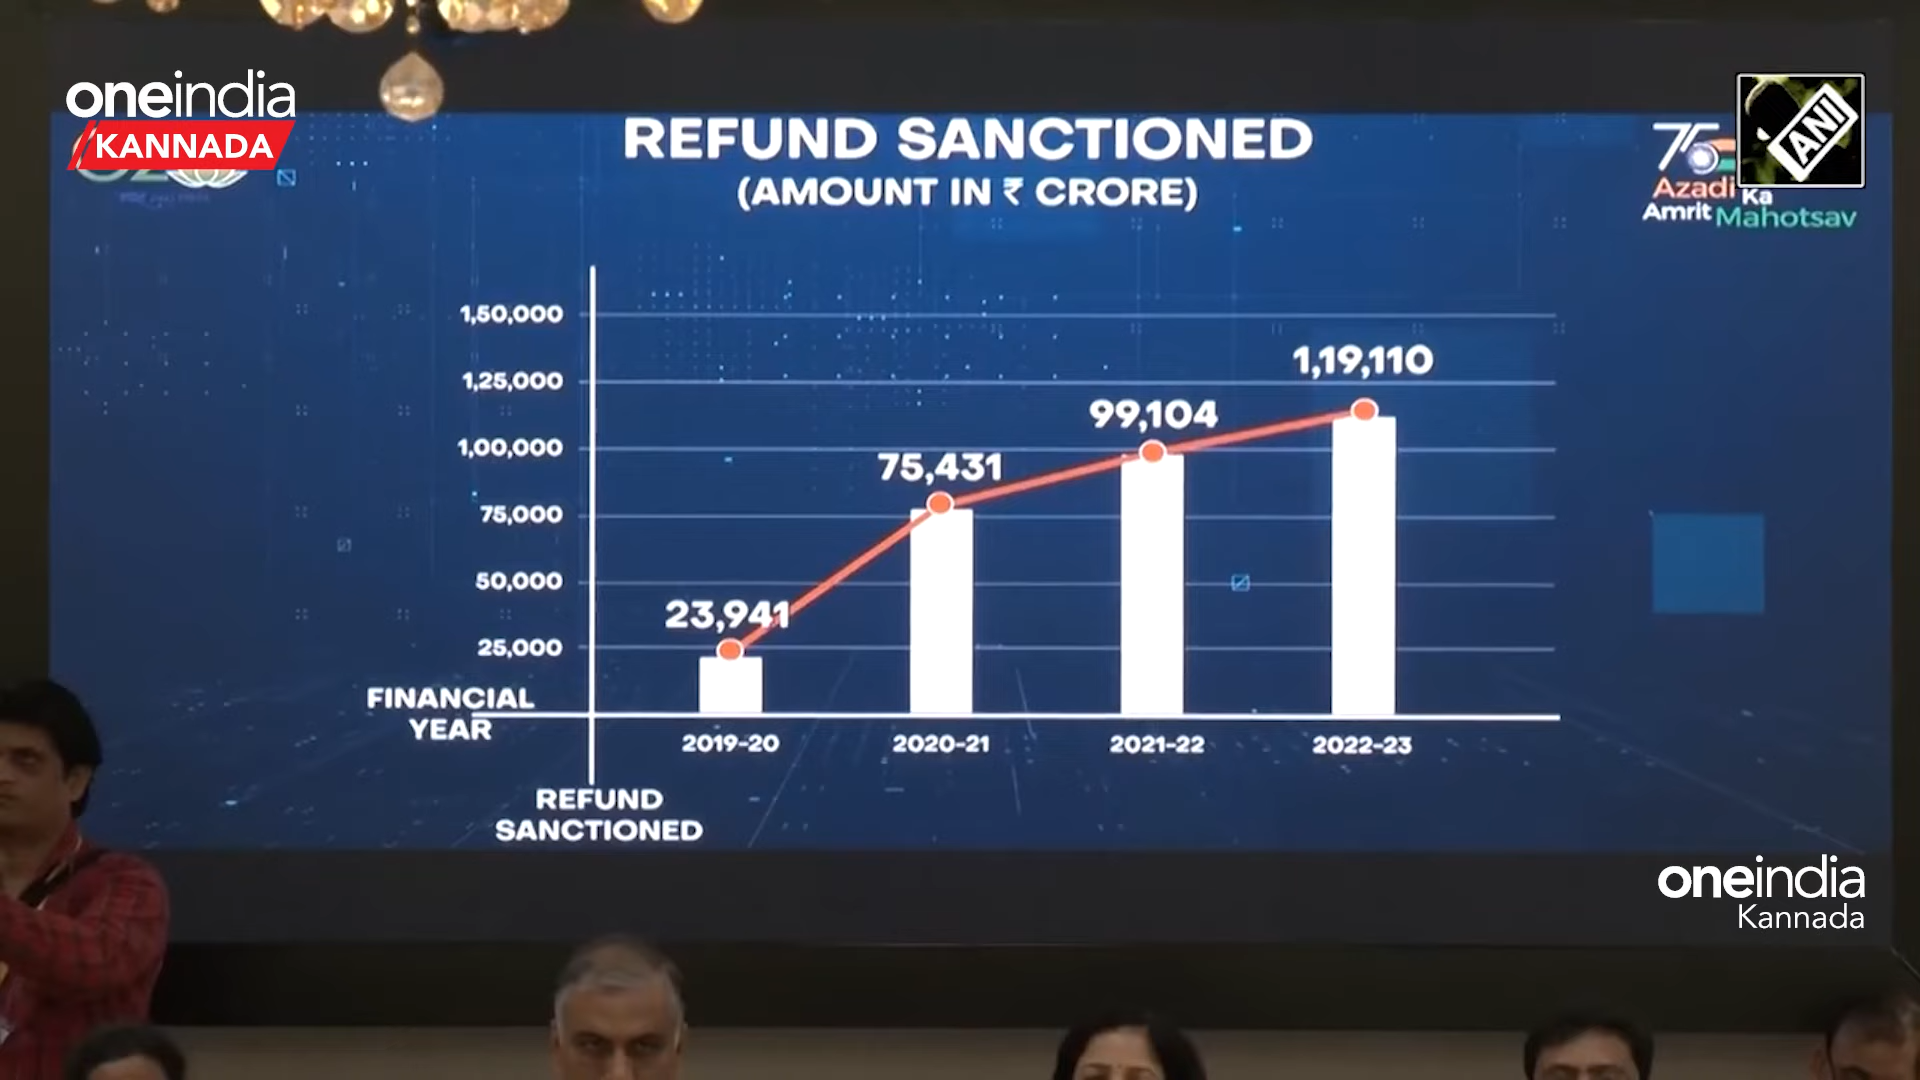 oneindia
KANNADA
REFUND SANCTIONED
(AMOUNT IN ₹ CRORE)
ANI
75
Azadi Ka
Amrit Mahotsav
1,50,000
1,25,000
1,00,000
75,000
50,000
25,000
23,941
75,431
99,104
1,19,110
FINANCIAL
YEAR
2019-20
2020-21
2021-22
2022-23
REFUND
SANCTIONED
oneindia
Kannada